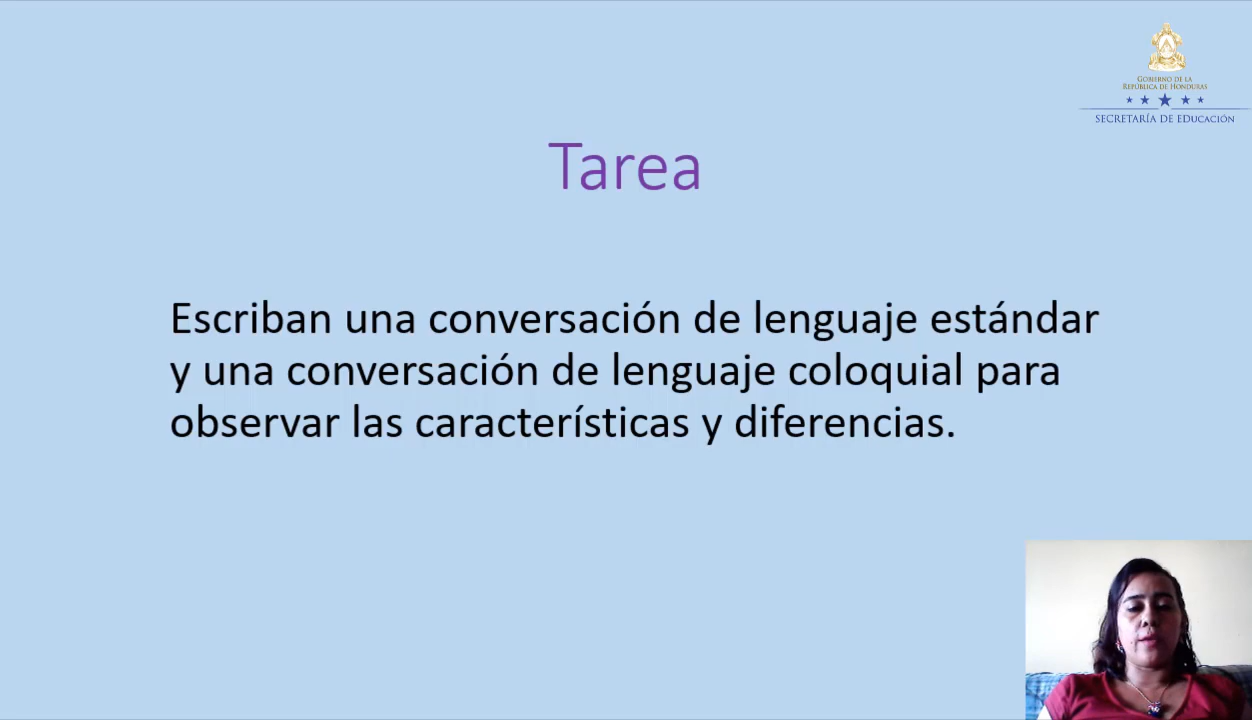 GOBIERNO DE LA
REPÚBLICA DE HONDURAS
SECRETARÍA DE EDUCACIÓN
Tarea
Escriban una conversación de lenguaje estándar
y una conversación de lenguaje coloquial para
observar las características y diferencias.